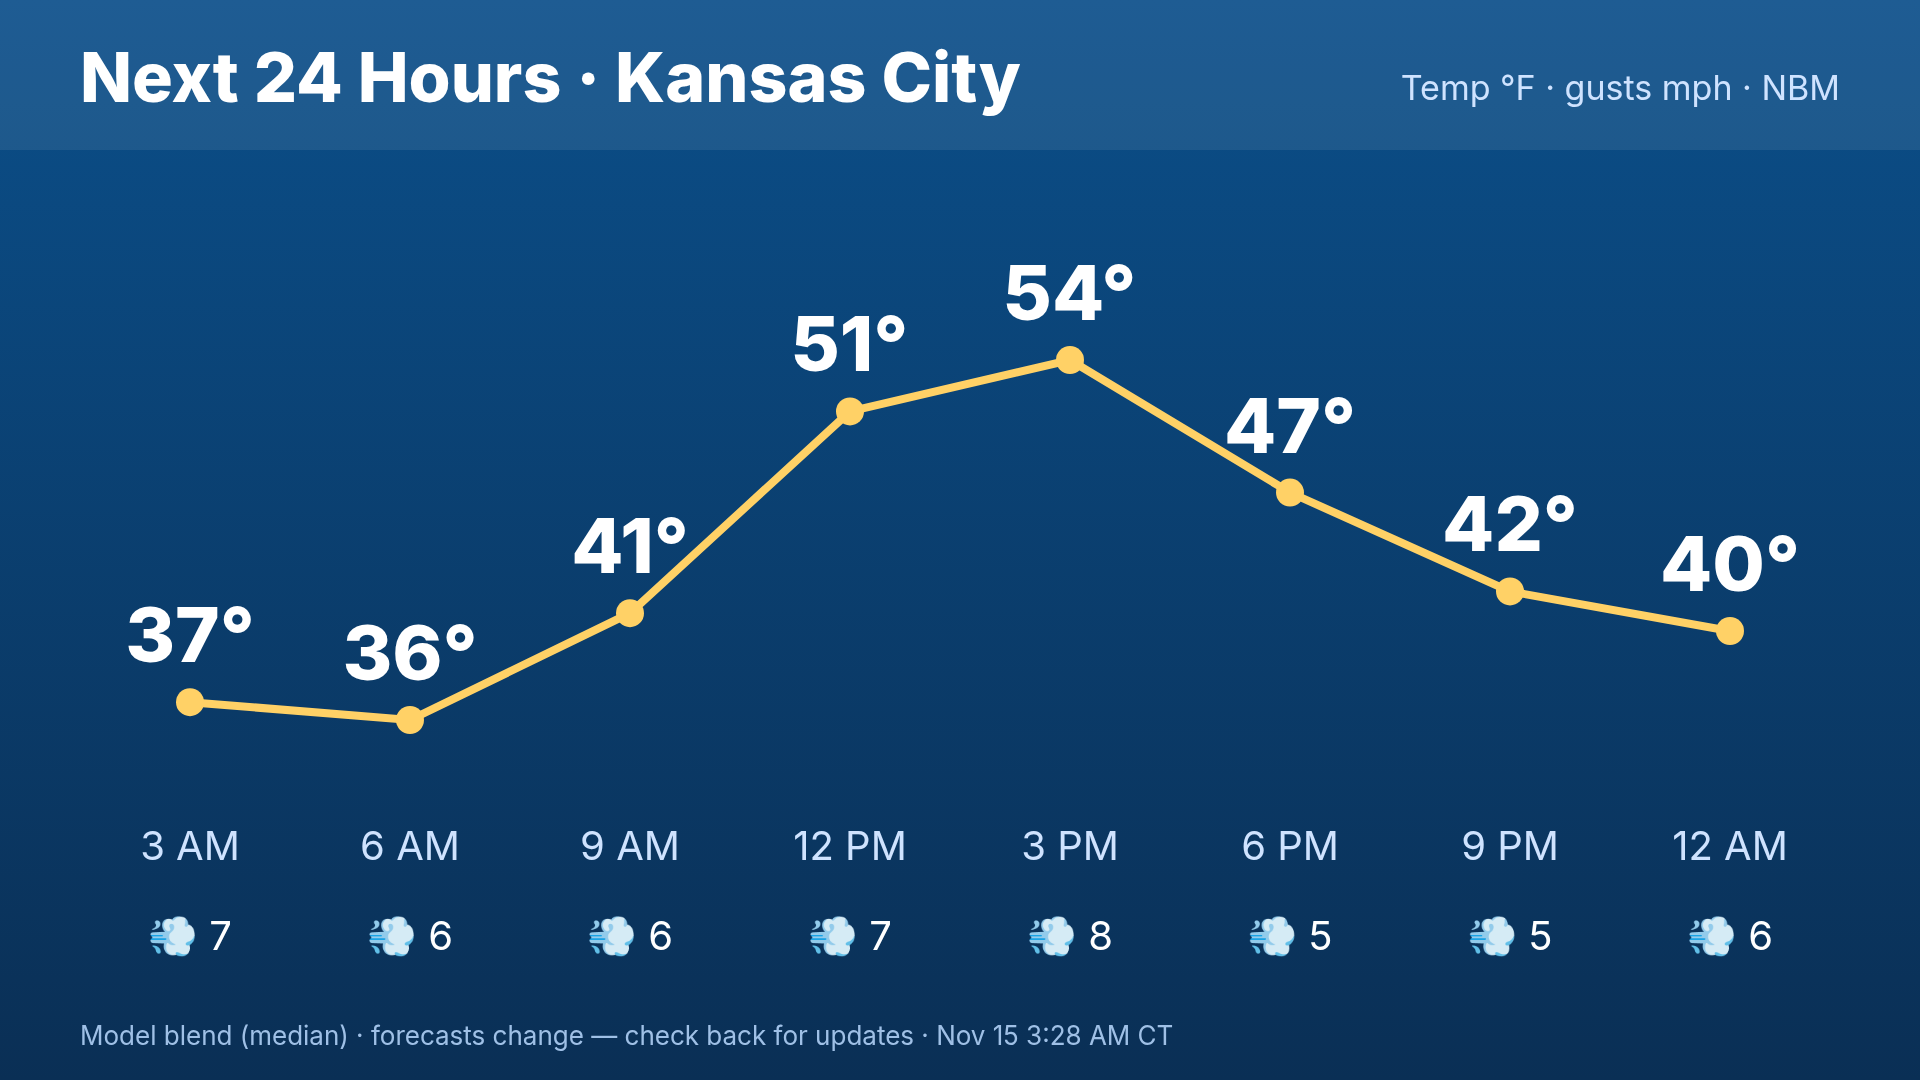 Next 24 Hours · Kansas City
Temp °F · gusts mph · NBM
54°
51°
47°
42°
41°
40°
37°
36°
3 AM 6 AM 9 AM 12 PM 3 PM 6 PM 9 PM 12 AM
💨 7 💨 6 💨 6 💨 7 💨 8 💨 5 💨 5 💨 6
Model blend (median) · forecasts change — check back for updates · Nov 15 3:28 AM CT